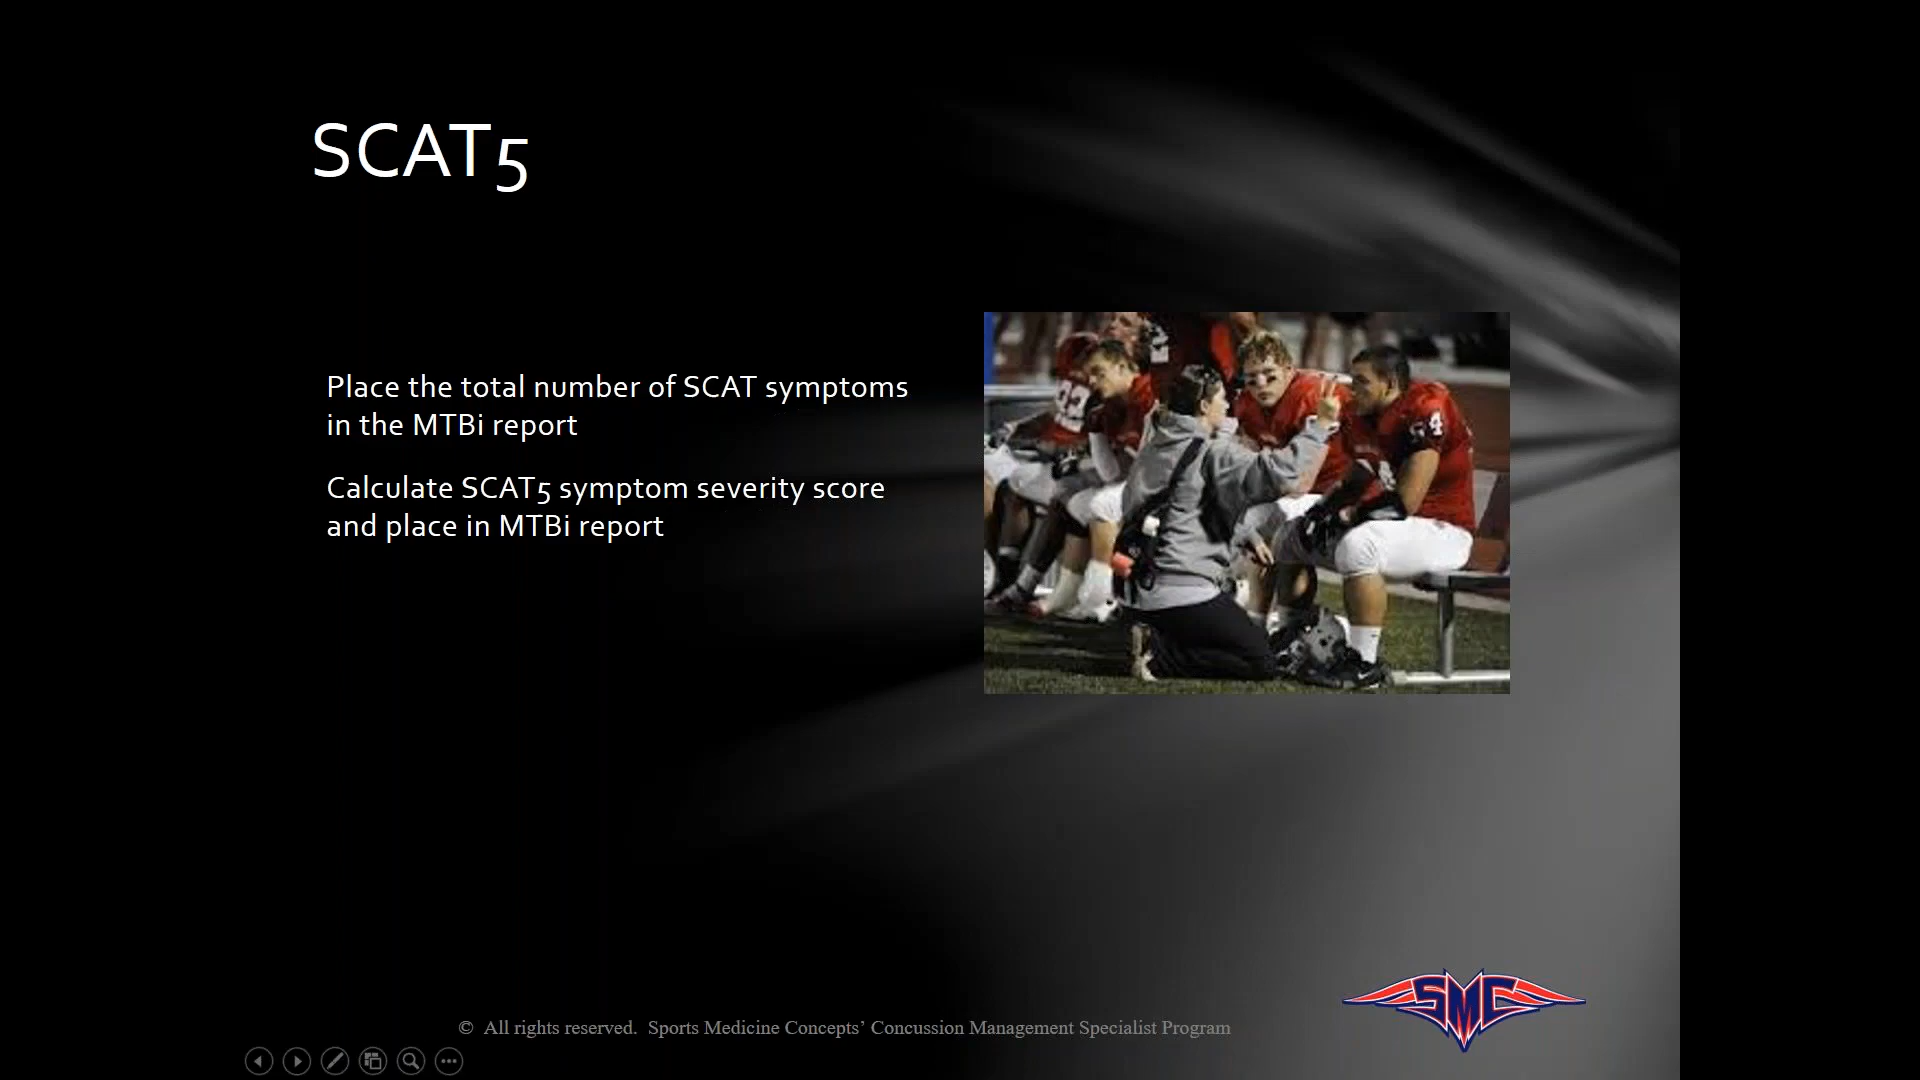 SCAT5
Place the total number of SCAT symptoms
in the MTBi report
Calculate SCAT5 symptom severity score
and place in MTBi report
© All rights reserved. Sports Medicine Concepts’ Concussion Management Specialist Program
SMC